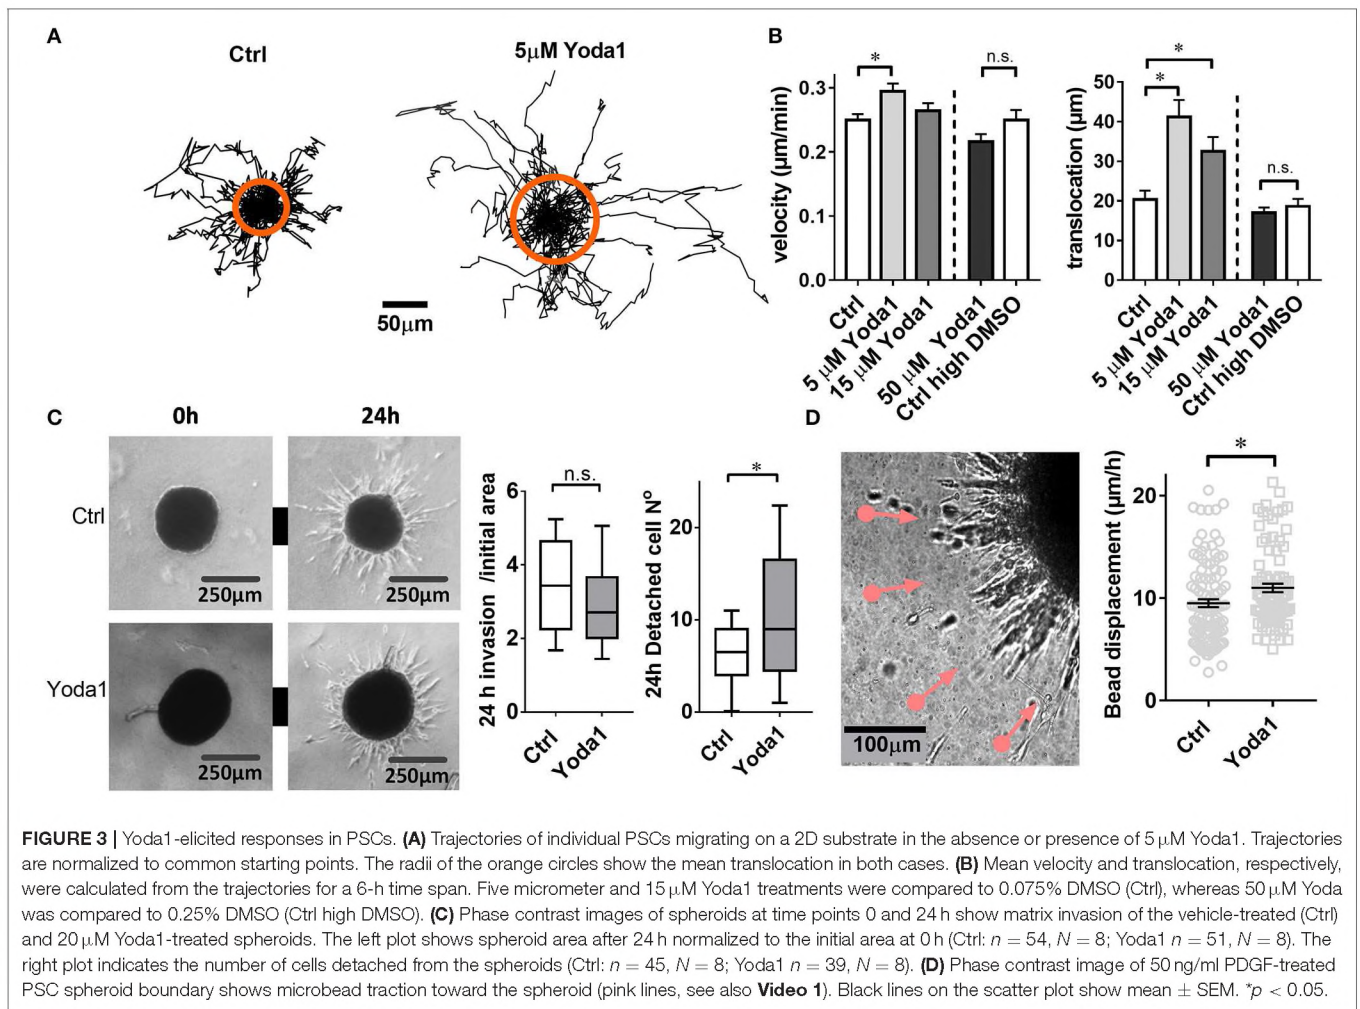 A
Ctrl
5μM Yoda1
50μm
B
velocity (μm/min)
0.3
0.2
0.1
0.0
*
n.s.
Ctrl
5 μM Yoda1
15 μM Yoda1
50 μM Yoda1
Ctrl high DMSO
translocation (μm)
50
40
30
20
10
0
*
*
n.s.
Ctrl
5 μM Yoda1
15 μM Yoda1
50 μM Yoda1
Ctrl high DMSO
C
0h
24h
Ctrl
250μm
250μm
Yoda1
250μm
250μm
24 h invasion /initial area
6
4
2
0
n.s.
Ctrl
Yoda1
24h Detached cell Nº
20
10
0
*
Ctrl
Yoda1
D
100μm
Bead displacement (μm/h)
20
10
0
*
Ctrl
Yoda1
FIGURE 3 | Yoda1-elicited responses in PSCs. (A) Trajectories of individual PSCs migrating on a 2D substrate in the absence or presence of 5 μM Yoda1. Trajectories
are normalized to common starting points. The radii of the orange circles show the mean translocation in both cases. (B) Mean velocity and translocation, respectively,
were calculated from the trajectories for a 6-h time span. Five micrometer and 15 μM Yoda1 treatments were compared to 0.075% DMSO (Ctrl), whereas 50 μM Yoda
was compared to 0.25% DMSO (Ctrl high DMSO). (C) Phase contrast images of spheroids at time points 0 and 24 h show matrix invasion of the vehicle-treated (Ctrl)
and 20 μM Yoda1-treated spheroids. The left plot shows spheroid area after 24 h normalized to the initial area at 0 h (Ctrl: n = 54, N = 8; Yoda1 n = 51, N = 8). The
right plot indicates the number of cells detached from the spheroids (Ctrl: n = 45, N = 8; Yoda1 n = 39, N = 8). (D) Phase contrast image of 50 ng/ml PDGF-treated
PSC spheroid boundary shows microbead traction toward the spheroid (pink lines, see also Video 1). Black lines on the scatter plot show mean ± SEM. *p < 0.05.